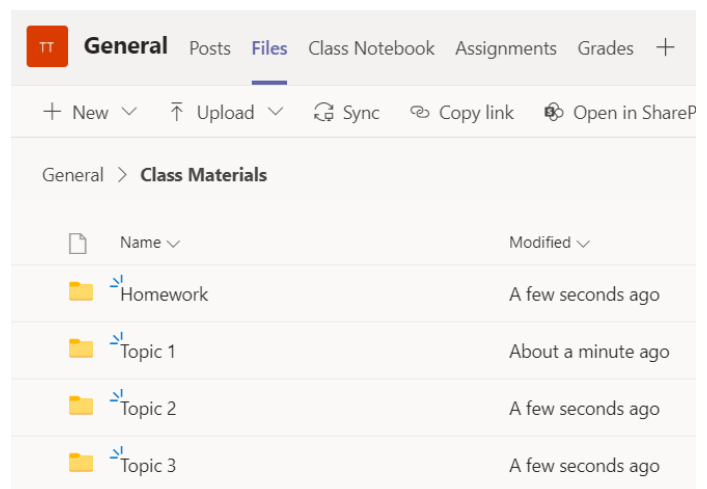 TT General Posts Files Class Notebook Assignments Grades +
+ New Upload Sync Copy link Open in ShareP
General > Class Materials
Name Modified
Homework A few seconds ago
Topic 1 About a minute ago
Topic 2 A few seconds ago
Topic 3 A few seconds ago